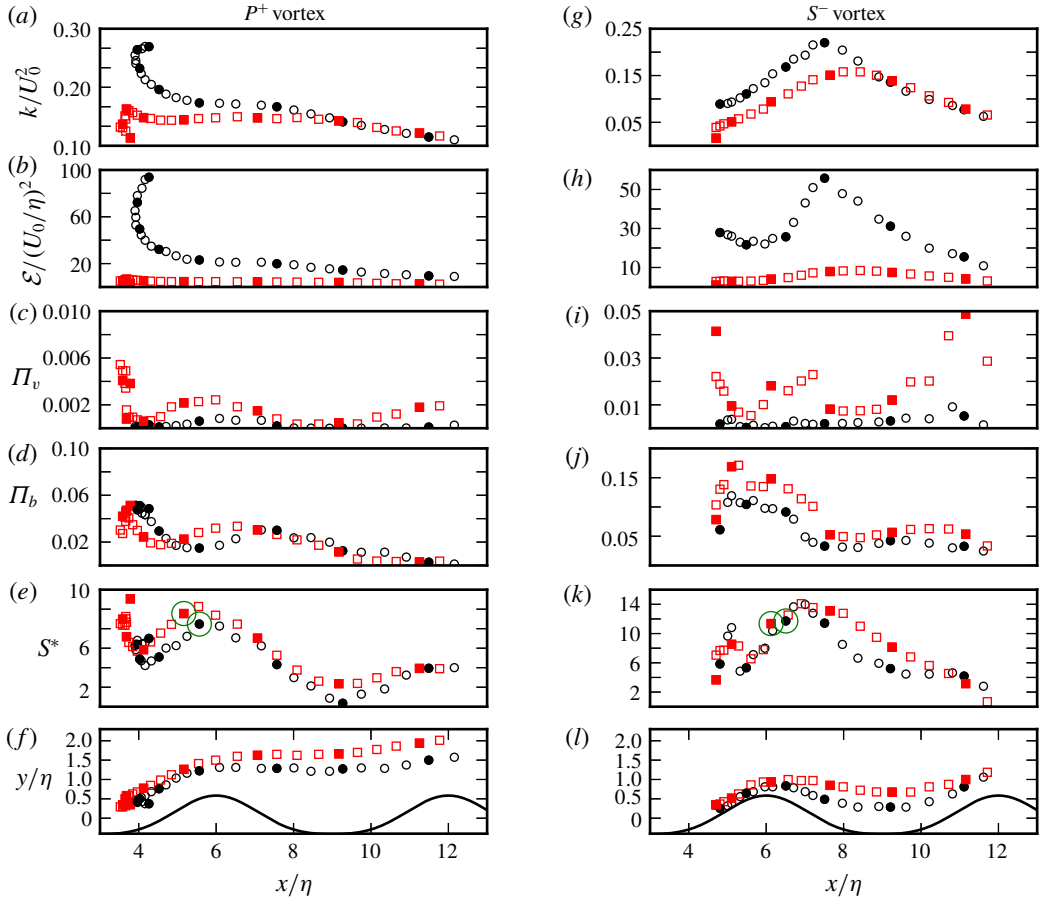 (a) P⁺ vortex
0.30
0.20
0.10
k/U₀²
(b)
100
60
20
ℰ/(U₀/η)²
(c)
0.010
0.006
0.002
Π_v
(d)
0.10
0.06
0.02
Π_b
(e)
10
8
6
4
2
S*
(f)
2.0
1.5
1.0
0.5
0
y/η
4 6 8 10 12
x/η
(g) S⁻ vortex
0.25
0.15
0.05
(h)
50
30
10
(i)
0.05
0.03
0.01
(j)
0.15
0.05
(k)
14
10
6
2
0
(l)
2.0
1.5
1.0
0.5
0
4 6 8 10 12
x/η